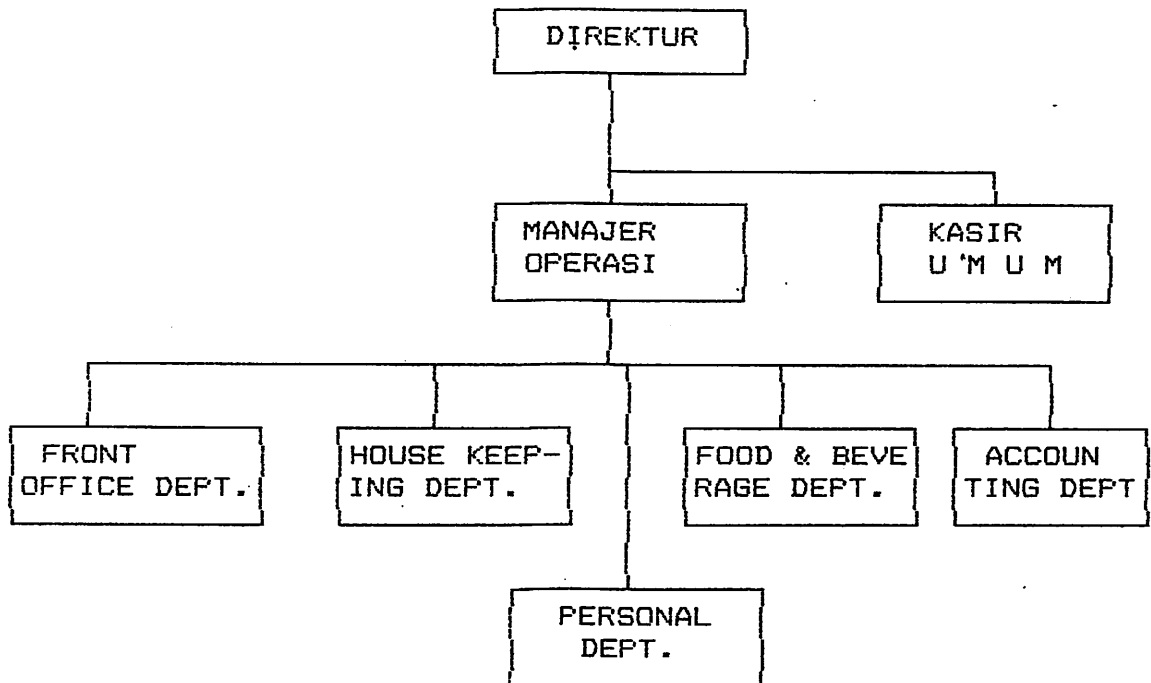 DIREKTUR
MANAJER
OPERASI
KASIR
U 'M U M
FRONT
OFFICE DEPT.
HOUSE KEEP-
ING DEPT.
FOOD & BEVE
RAGE DEPT.
ACCOUN
TING DEPT
PERSONAL
DEPT.